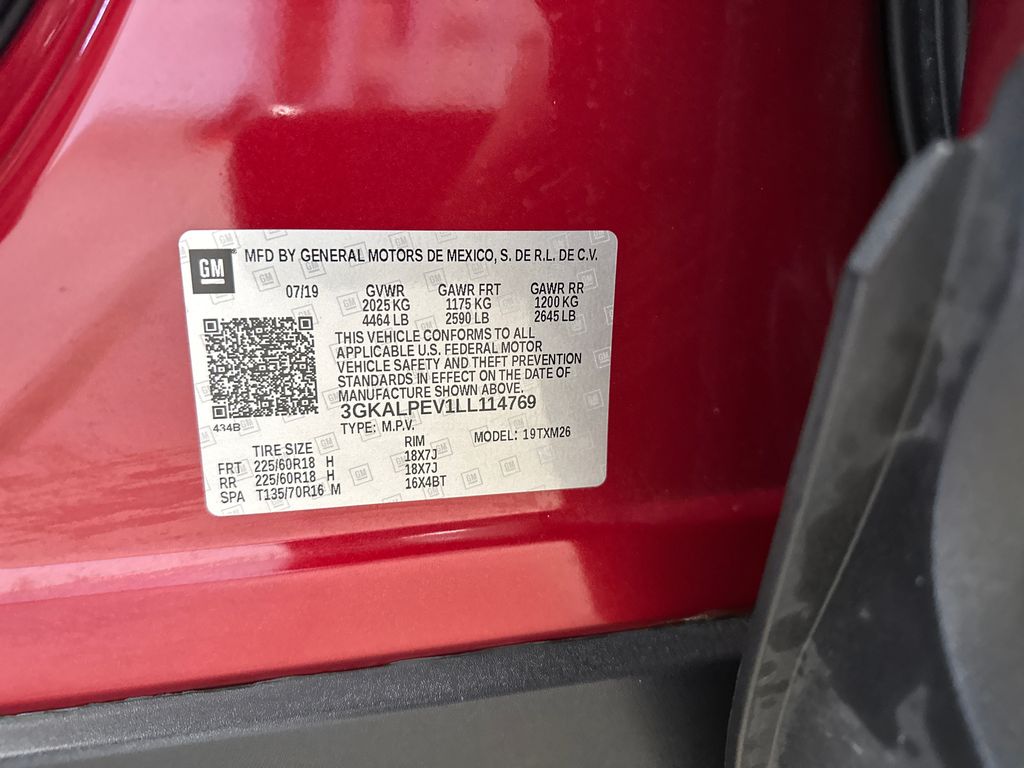 GM ® MFD BY GENERAL MOTORS DE MEXICO, S. DE R.L. DE C.V.
07/19 GVWR GAWR FRT GAWR RR
2025 KG 1175 KG 1200 KG
4464 LB 2590 LB 2645 LB
THIS VEHICLE CONFORMS TO ALL
APPLICABLE U.S. FEDERAL MOTOR
VEHICLE SAFETY AND THEFT PREVENTION
STANDARDS IN EFFECT ON THE DATE OF
MANUFACTURE SHOWN ABOVE.
3GKALPEV1LL114769
434B TYPE: M.P.V. MODEL: 19TXM26
TIRE SIZE RIM
FRT 225/60R18 H 18X7J
RR 225/60R18 H 18X7J
SPA T135/70R16 M 16X4BT